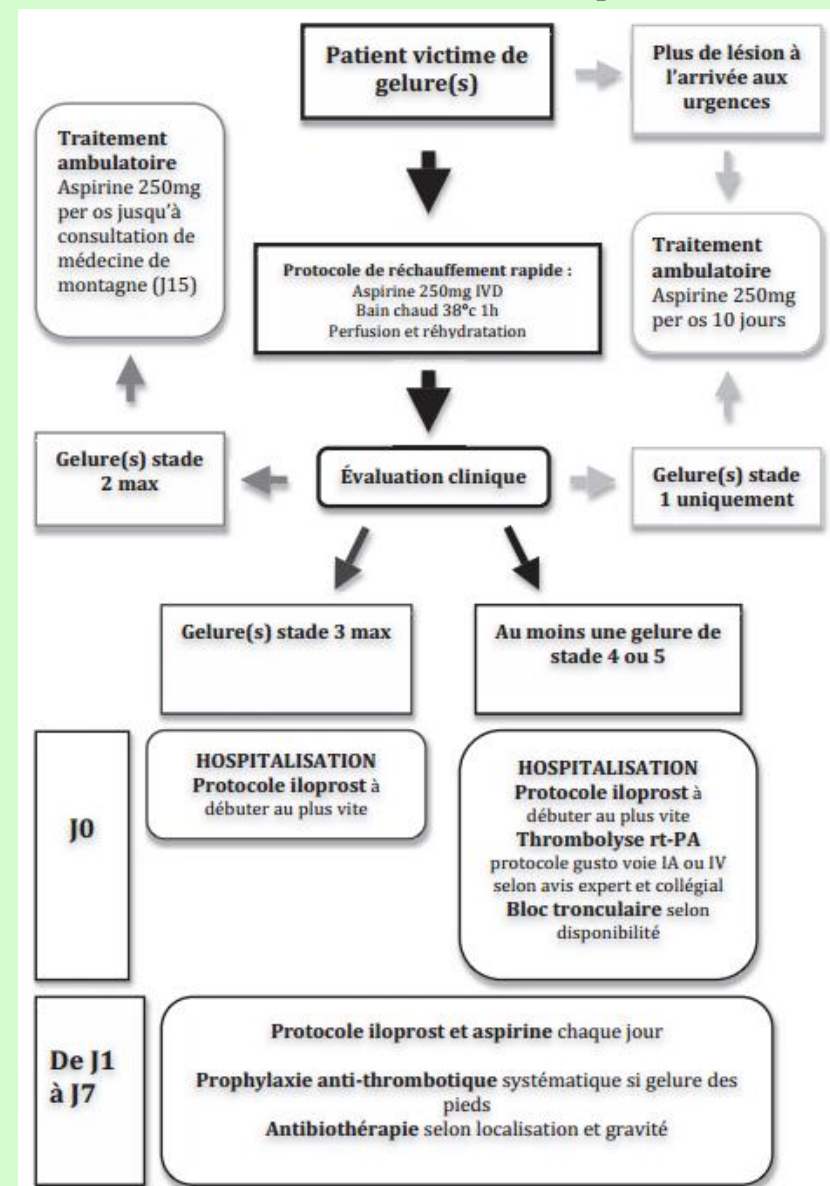 Patient victime de
gelure(s)
Plus de lésion à
l'arrivée aux
urgences
Traitement
ambulatoire
Aspirine 250mg
per os jusqu'à
consultation de
médecine de
montagne (J15)
Protocole de réchauffement rapide :
Aspirine 250mg IVD
Bain chaud 38°c 1h
Perfusion et réhydratation
Traitement
ambulatoire
Aspirine 250mg
per os 10 jours
Gelure(s) stade
2 max
Évaluation clinique
Gelure(s) stade
1 uniquement
Gelure(s) stade 3 max
Au moins une gelure de
stade 4 ou 5
J0
HOSPITALISATION
Protocole iloprost à
débuter au plus vite
HOSPITALISATION
Protocole iloprost à
débuter au plus vite
Thrombolyse rt-PA
protocole gusto voie IA ou IV
selon avis expert et collégial
Bloc tronculaire selon
disponibilité
De J1
à J7
Protocole iloprost et aspirine chaque jour
Prophylaxie anti-thrombotique systématique si gelure des
pieds
Antibiothérapie selon localisation et gravité